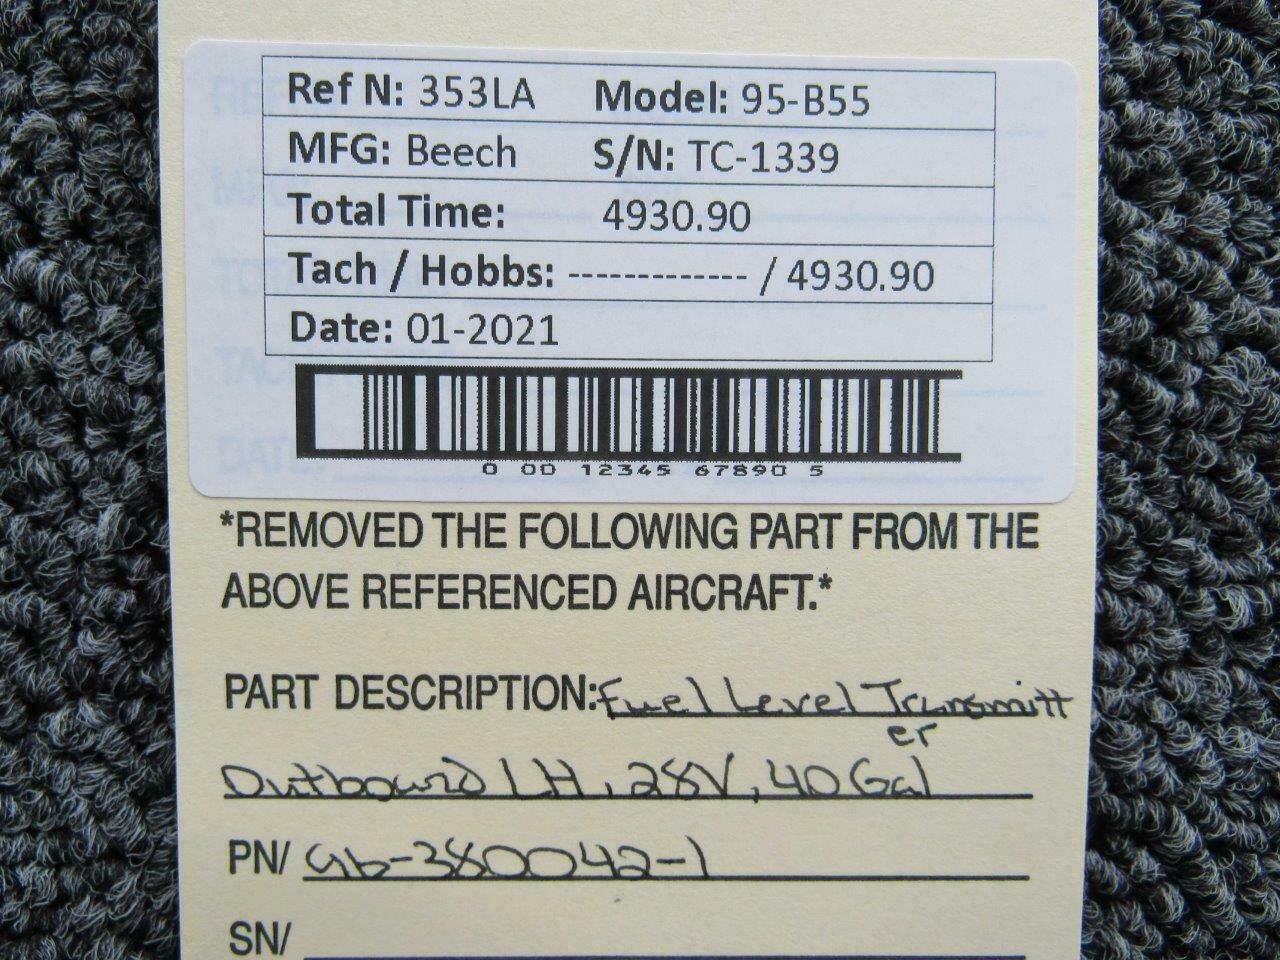 Ref N: 353LA Model: 95-B55
MFG: Beech S/N: TC-1339
Total Time: 4930.90
Tach / Hobbs: ------------- / 4930.90
Date: 01-2021
0 00 12345 67890 5
*REMOVED THE FOLLOWING PART FROM THE
ABOVE REFERENCED AIRCRAFT.*
PART DESCRIPTION: Fuel Level Transmitt
er
Outboard LH, 28V, 40 Gal
PN/ 96-380042-1
SN/